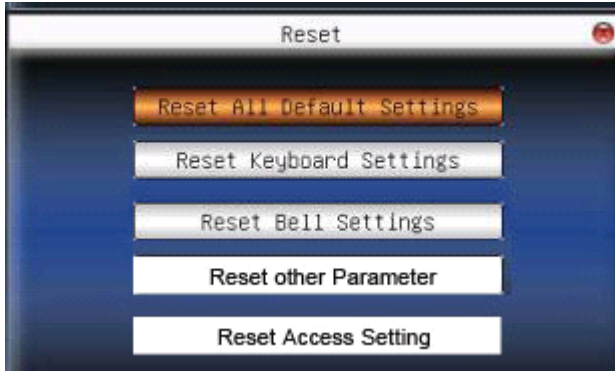 Reset
Reset All Default Settings
Reset Keyboard Settings
Reset Bell Settings
Reset other Parameter
Reset Access Setting